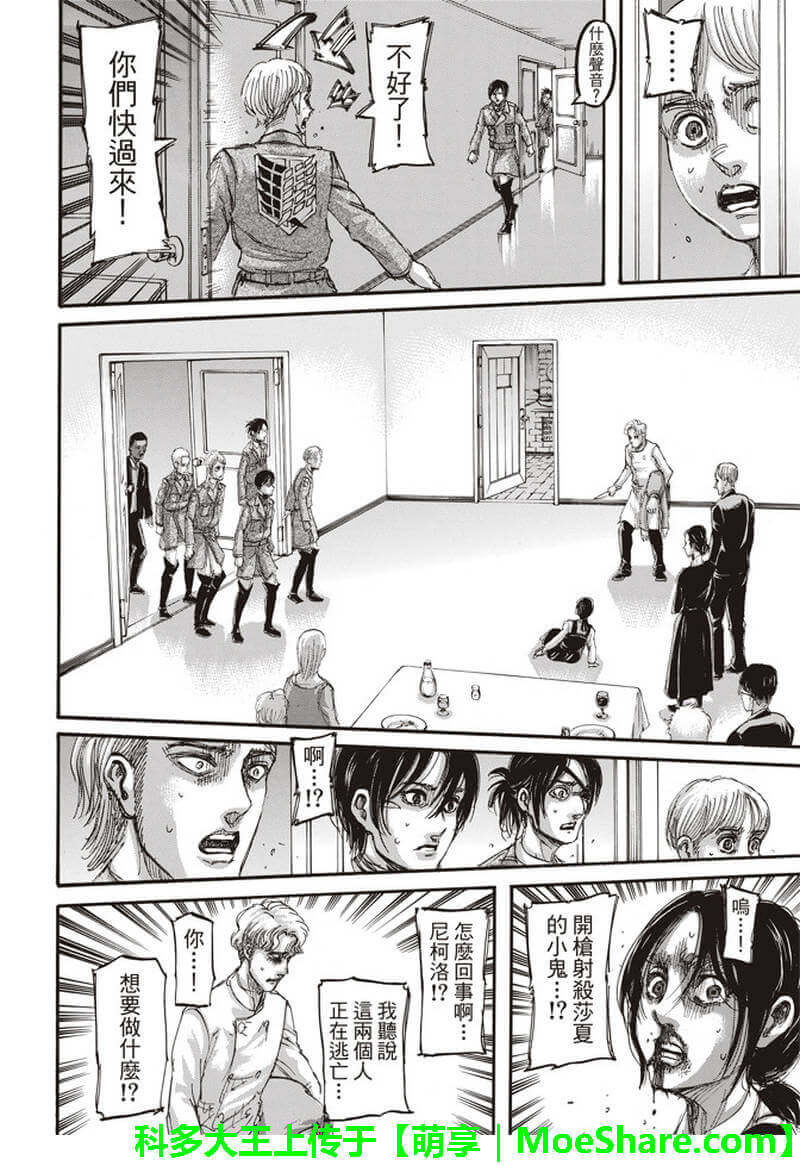 ……
什麼聲音？
不好了！
你們快過來！
啊…⁉
嗚…！
開槍射殺莎夏
的小鬼…⁉
怎麼回事啊…
尼柯洛⁉
我聽說
這兩個人
正在逃亡…
你…！
想要做什麼⁉
科多大王上传于【萌享｜MoeShare.com】